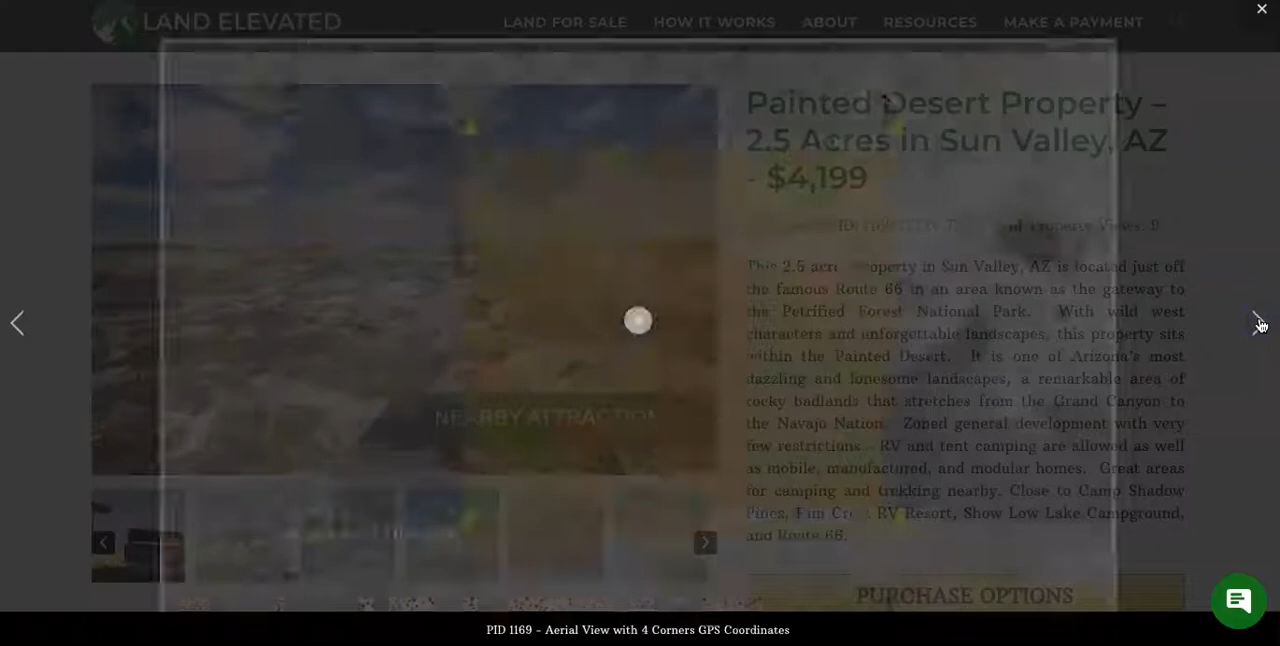 LAND ELEVATED
LAND FOR SALE HOW IT WORKS ABOUT RESOURCES MAKE A PAYMENT
Painted Desert Property –
2.5 Acres in Sun Valley, AZ
- $4,199
Property Views: 0
This 2.5 acre property in Sun Valley, AZ is located just off
the famous Route 66 in an area known as the gateway to
the Petrified Forest National Park. With wild west
characters and unforgettable landscapes, this property sits
within the Painted Desert. It is one of Arizona's most
dazzling and lonesome landscapes, a remarkable area of
rocky badlands that stretches from the Grand Canyon to
the Navajo Nation. Zoned general development with very
few restrictions – RV and tent camping are allowed as well
as mobile, manufactured, and modular homes. Great areas
for camping and trekking nearby. Close to Camp Shadow
Pines, RV Resort, Show Low Lake Campground,
and Route 66.
NEARBY ATTRACTION
PURCHASE OPTIONS
PID 1169 - Aerial View with 4 Corners GPS Coordinates